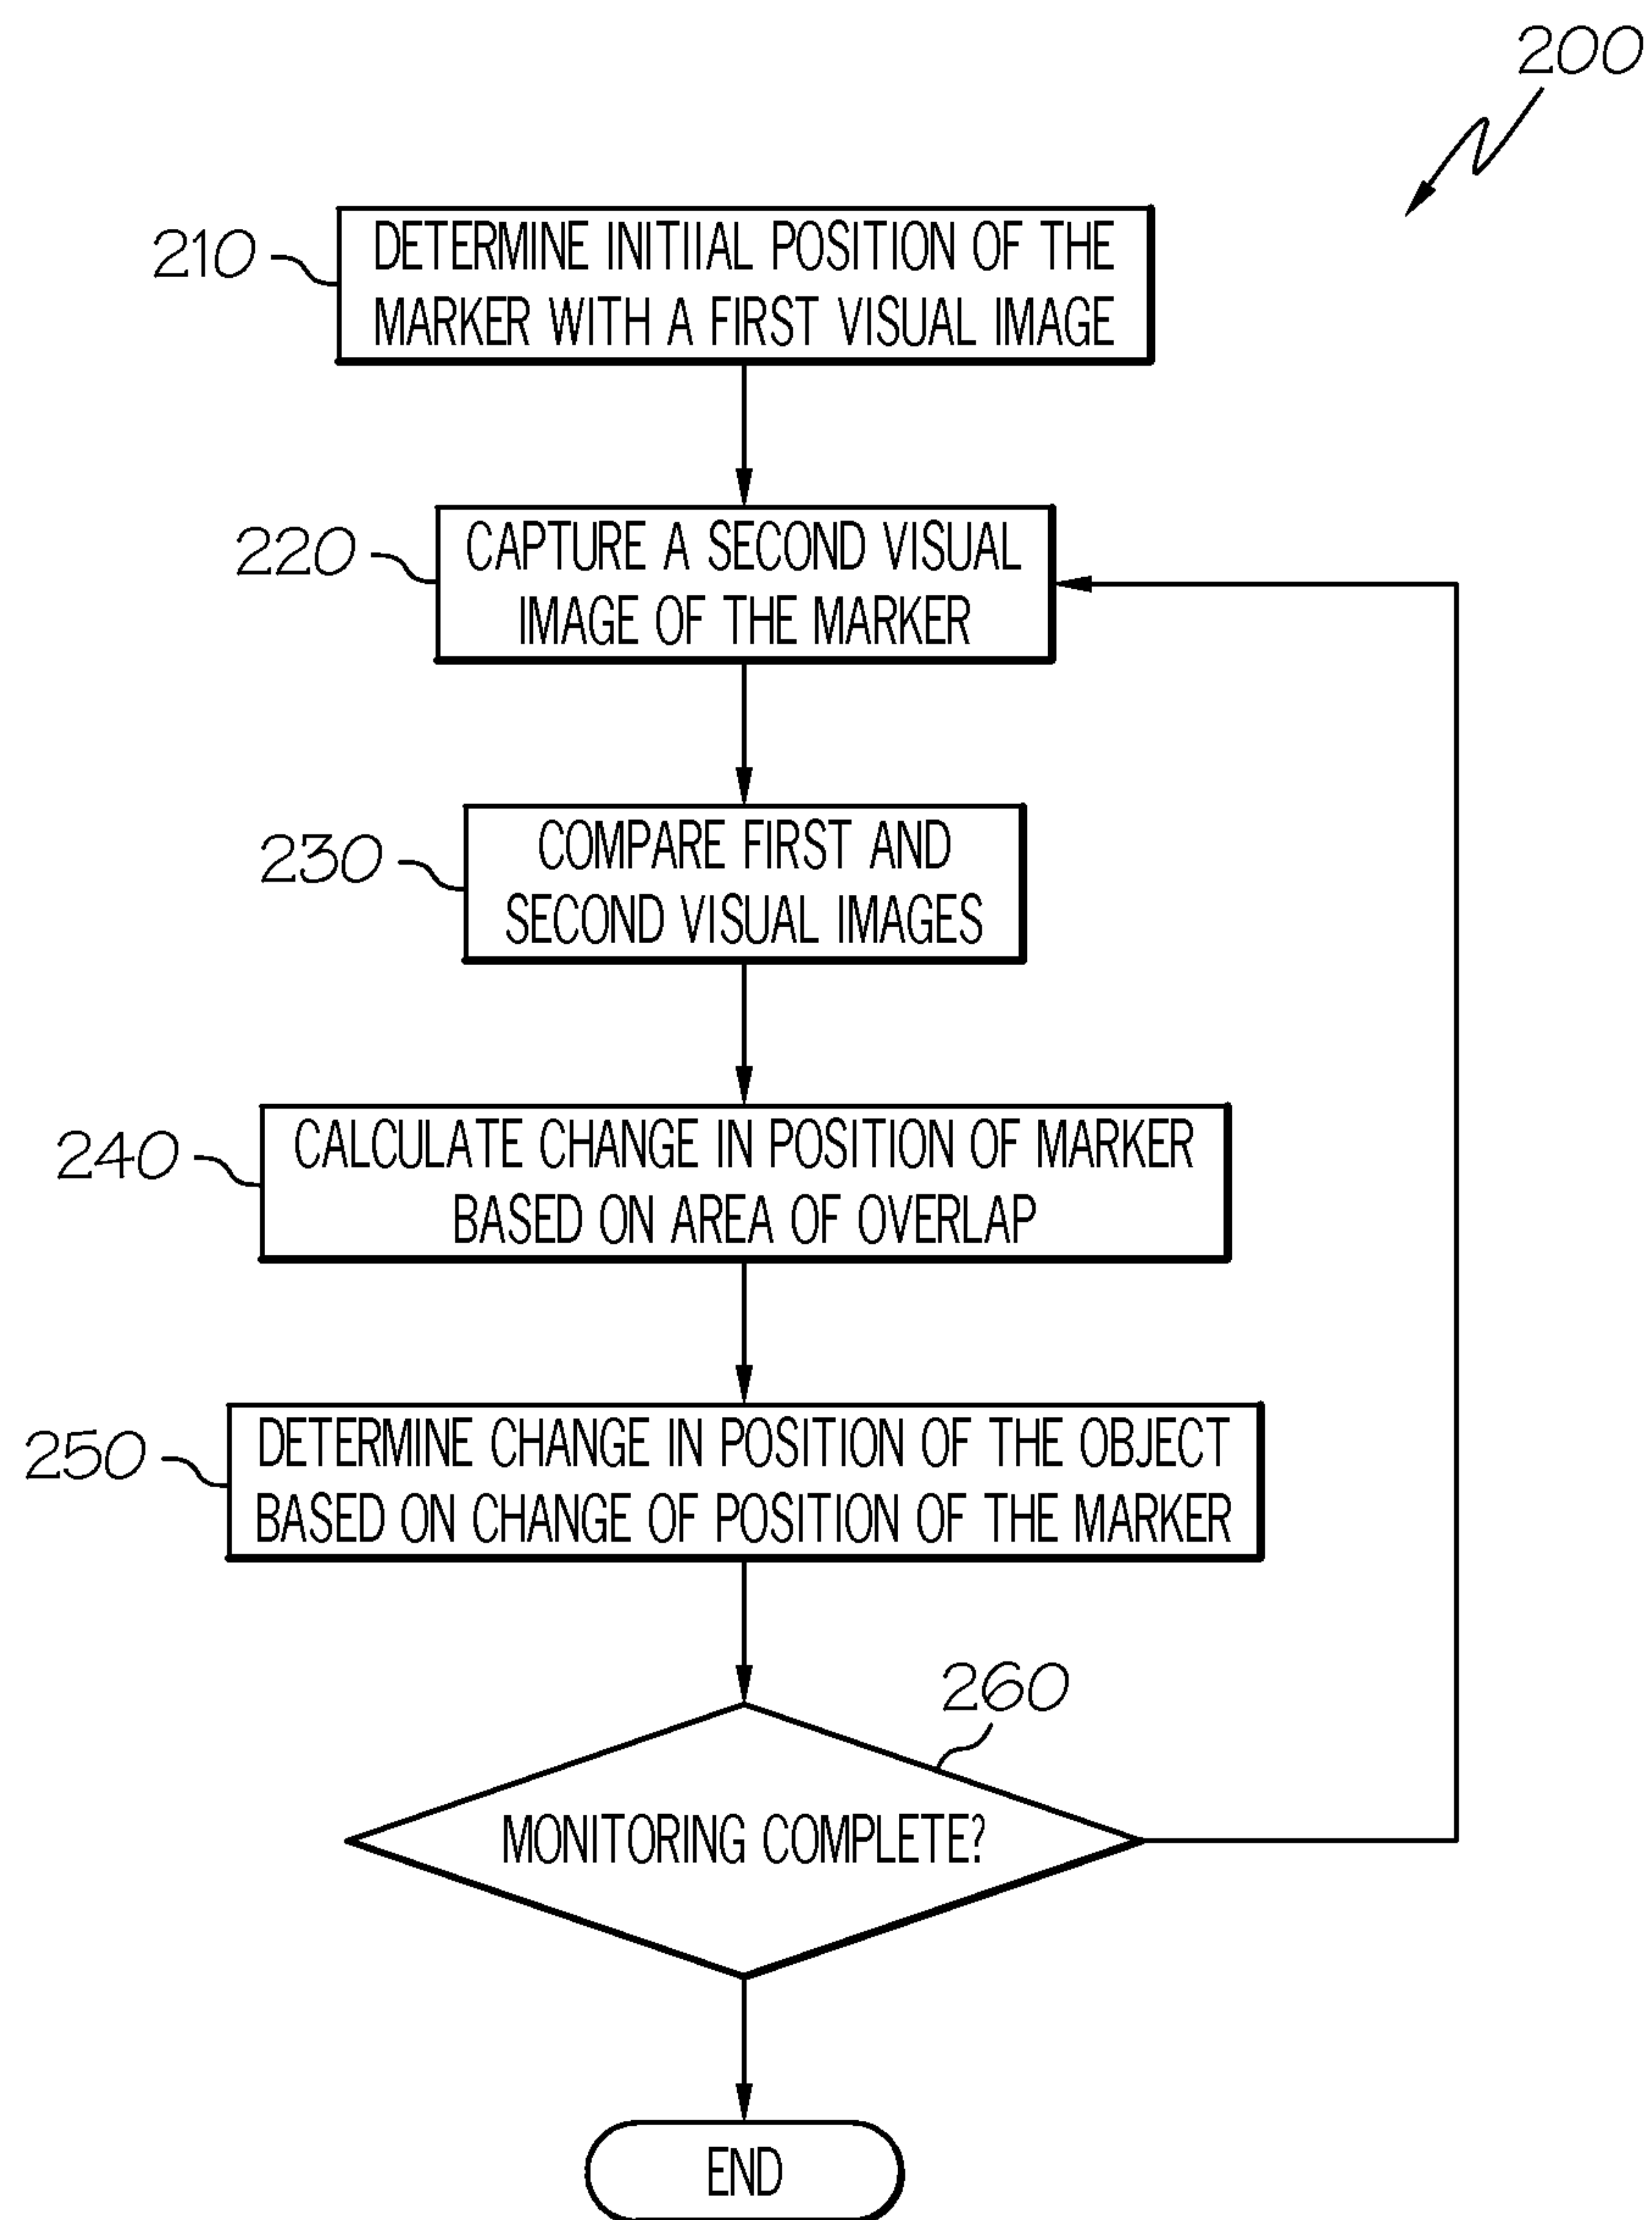 200
210
DETERMINE INITIIAL POSITION OF THE
MARKER WITH A FIRST VISUAL IMAGE
220
CAPTURE A SECOND VISUAL
IMAGE OF THE MARKER
230
COMPARE FIRST AND
SECOND VISUAL IMAGES
240
CALCULATE CHANGE IN POSITION OF MARKER
BASED ON AREA OF OVERLAP
250
DETERMINE CHANGE IN POSITION OF THE OBJECT
BASED ON CHANGE OF POSITION OF THE MARKER
260
MONITORING COMPLETE?
END